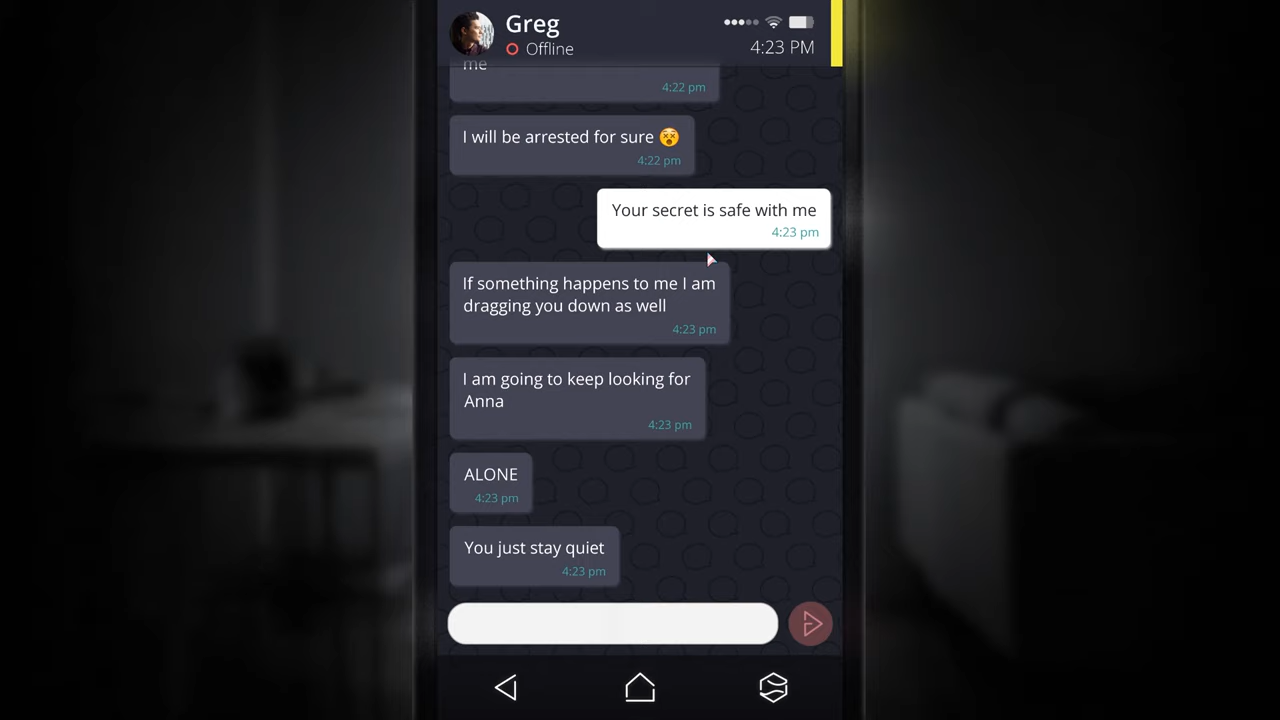 Greg
Offline
4:23 PM
me
4:22 pm
I will be arrested for sure
4:22 pm
Your secret is safe with me
4:23 pm
If something happens to me I am
dragging you down as well
4:23 pm
I am going to keep looking for
Anna
4:23 pm
ALONE
4:23 pm
You just stay quiet
4:23 pm